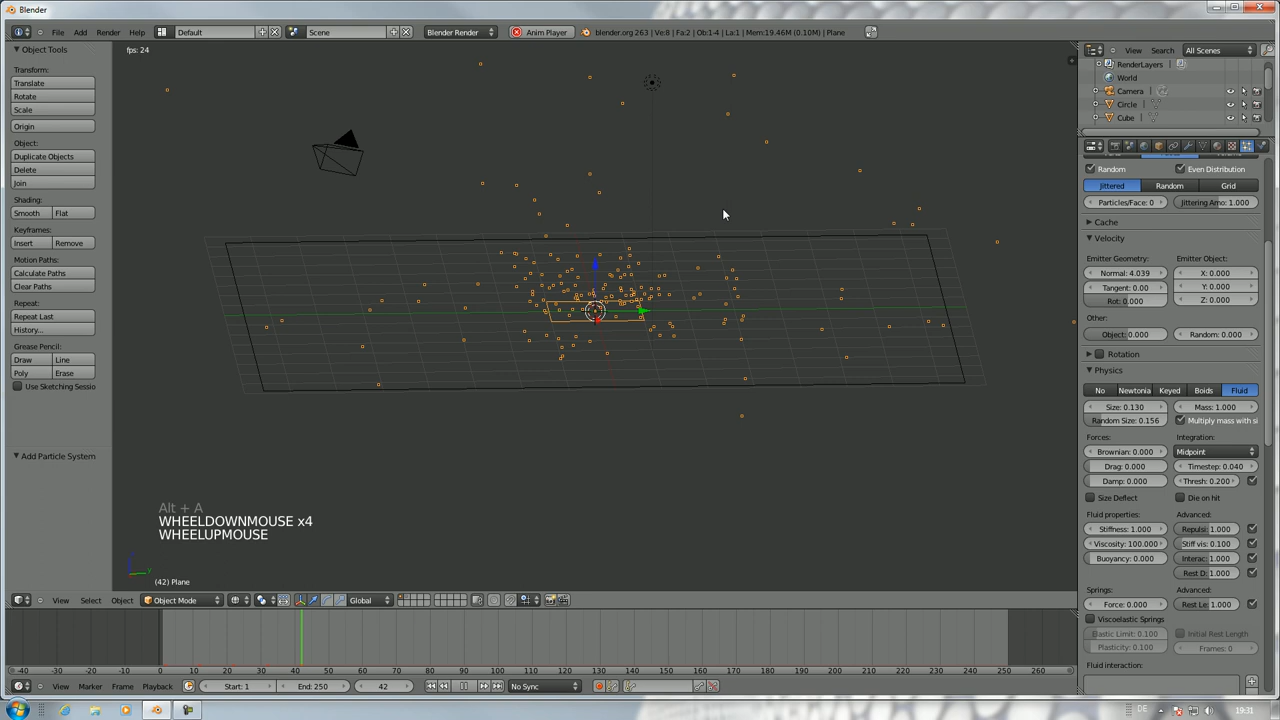 Blender
File Add Render Help
Default
Scene
Blender Render
Anim Player
blender.org 263 | Ve:8 | Fa:2 | Ob:1-4 | La:1 | Mem:19.46M (0.10M) | Plane
Object Tools
Transform:
Translate
Rotate
Scale
Origin
Object:
Duplicate Objects
Delete
Join
Shading:
Smooth Flat
Keyframes:
Insert Remove
Motion Paths:
Calculate Paths
Clear Paths
Repeat:
Repeat Last
History...
Grease Pencil:
Draw Line
Poly Erase
Use Sketching Sessio
Add Particle System
fps: 24
Alt + A
WHEELDOWNMOUSE x4
WHEELUPMOUSE
(42) Plane
View Search All Scenes
RenderLayers
World
Camera
Circle
Cube
Random Even Distribution
Jittered Random Grid
Particles/Face: 0 Jittering Amo: 1.000
Cache
Velocity
Emitter Geometry: Emitter Object:
Normal: 4.039 X: 0.000
Tangent: 0.00 Y: 0.000
Rot: 0.000 Z: 0.000
Other:
Object: 0.000 Random: 0.000
Rotation
Physics
No Newtonia Keyed Boids Fluid
Size: 0.130 Mass: 1.000
Random Size: 0.156 Multiply mass with si
Forces: Integration:
Brownian: 0.000 Midpoint
Drag: 0.000 Timestep: 0.040
Damp: 0.000 Thresh: 0.200
Size Deflect Die on hit
Fluid properties: Advanced:
Stiffness: 1.000 Repuls: 1.000
Viscosity: 100.000 Stiff vis: 0.100
Buoyancy: 0.000 Interac: 1.000
Rest D: 1.000
Springs: Advanced:
Force: 0.000 Rest Le: 1.000
Viscoelastic Springs
Elastic Limit: 0.100 Initial Rest Length
Plasticity: 0.100 Frames: 0
Fluid interaction:
View Select Object Object Mode Global
-40 -30 -20 -10 0 10 20 30 40 50 60 70 80 90 100 110 120 130 140 150 160 170 180 190 200 210 220 230 240 250 260
View Marker Frame Playback Start: 1 End: 250 42 No Sync
DE 19:31